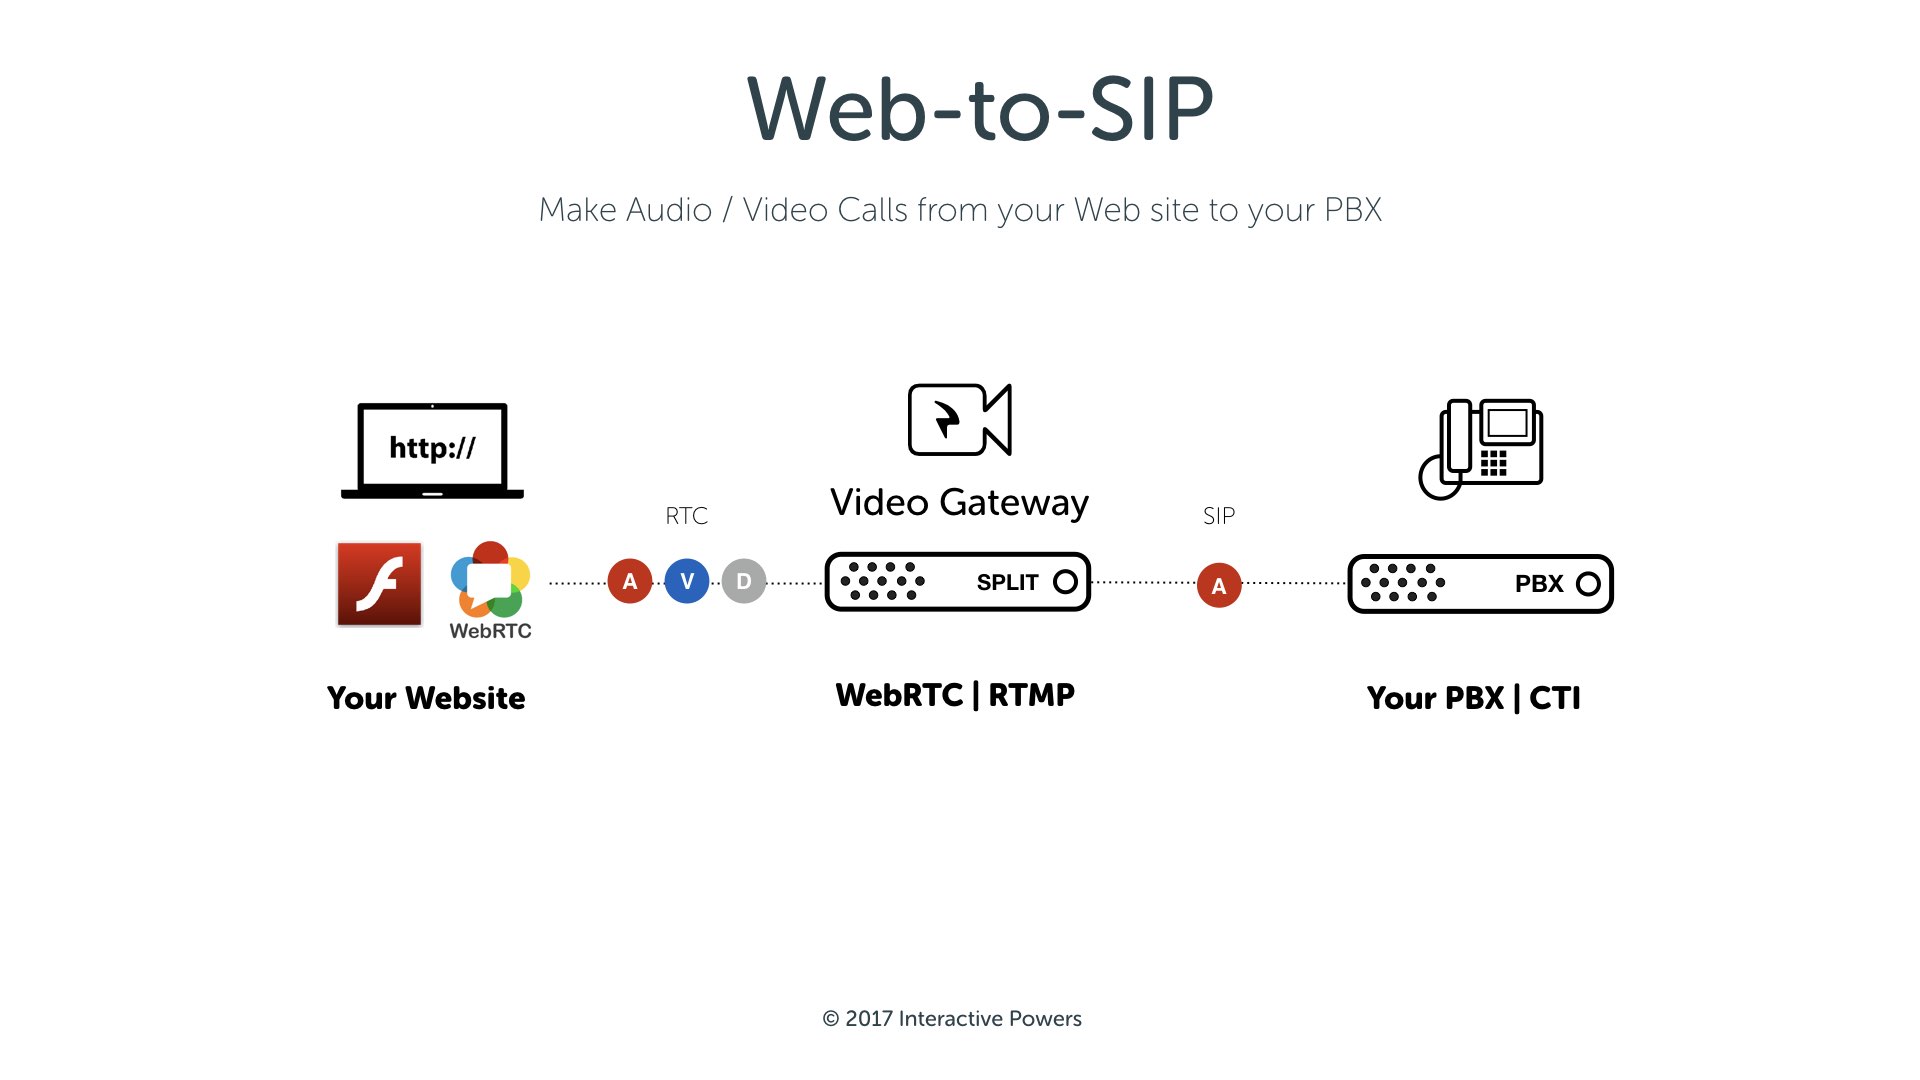 Web-to-SIP
Make Audio / Video Calls from your Web site to your PBX
http://
Video Gateway
RTC
SIP
A V D
SPLIT
A
PBX
WebRTC
Your Website
WebRTC | RTMP
Your PBX | CTI
© 2017 Interactive Powers